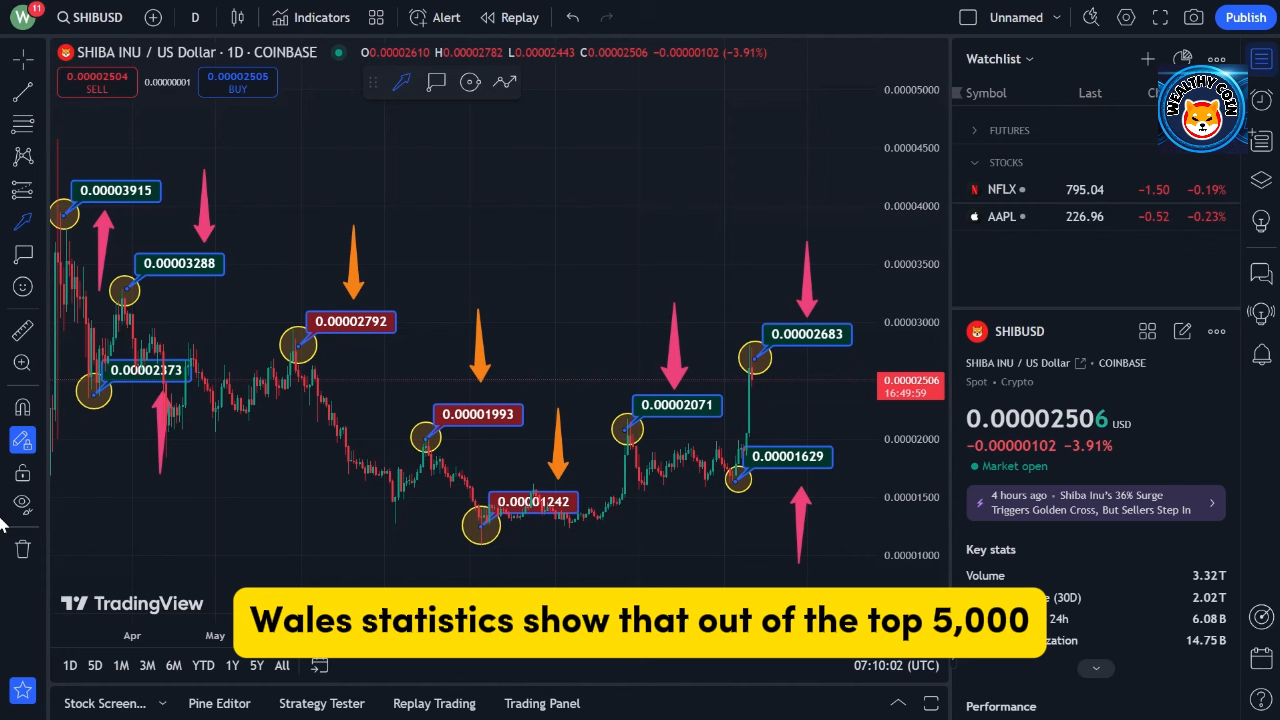 W 11 SHIBUSD D Indicators Alert Replay Unnamed Publish
SHIBA INU / US Dollar · 1D · COINBASE O0.00002610 H0.00002782 L0.00002443 C0.00002506 −0.00000102 (−3.91%)
0.00002504 SELL 0.00000001 0.00002505 BUY
0.00003915
0.00003288
0.00002373
0.00002792
0.00001993
0.00001242
0.00002071
0.00002683
0.00001629
0.00005000
0.00004500
0.00004000
0.00003500
0.00003000
0.00002506
16:49:59
0.00002000
0.00001500
0.00001000
TradingView
Wales statistics show that out of the top 5,000
Apr May
1D 5D 1M 3M 6M YTD 1Y 5Y All 07:10:02 (UTC)
Stock Screen... Pine Editor Strategy Tester Replay Trading Trading Panel
Watchlist
Symbol Last
WEALTHY COIN
FUTURES
STOCKS
NFLX 795.04 −1.50 −0.19%
AAPL 226.96 −0.52 −0.23%
SHIBUSD
SHIBA INU / US Dollar · COINBASE
Spot · Crypto
0.00002506 USD
−0.00000102 −3.91%
Market open
4 hours ago · Shiba Inu's 36% Surge
Triggers Golden Cross, But Sellers Step In
Key stats
Volume 3.32T
(30D) 2.02T
24h 6.08B
14.75B
Performance